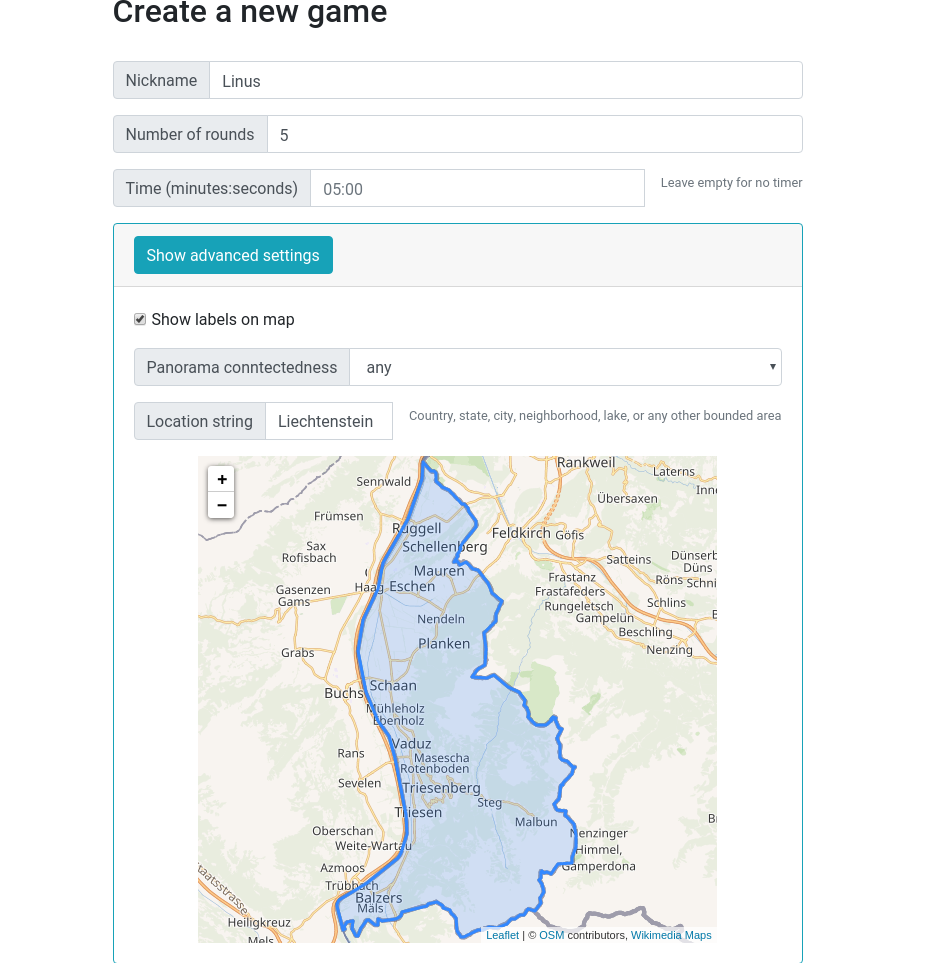 Create a new game
Nickname
Linus
Number of rounds
5
Time (minutes:seconds)
05:00
Leave empty for no timer
Show advanced settings
Show labels on map
Panorama conntectedness
any
Location string
Liechtenstein
Country, state, city, neighborhood, lake, or any other bounded area
+
−
Rankweil
Laterns
Sennwald
Übersaxen
Inne
Frümsen
Ruggell
Feldkirch
Göfis
Sax
Rofisbach
Schellenberg
Satteins
Dünserb
Düns
Mauren
Frastanz
Röns
Schni
Haag
Eschen
Frastafeders
Gasenzen
Gams
Rungeletsch
Schlins
Nendeln
Gampelün
Beschling
Planken
Nenzing
Grabs
Schaan
Buchs
Mühleholz
Ebenholz
Vaduz
Rans
Masescha
Rotenboden
Sevelen
Triesenberg
Steg
Triesen
Malbun
Oberschan
Nenzinger
Himmel,
Gamperdona
Weite-Wartau
Azmoos
Trübbach
Balzers
Mäls
Heiligkreuz
Mels
Leaflet | © OSM contributors, Wikimedia Maps